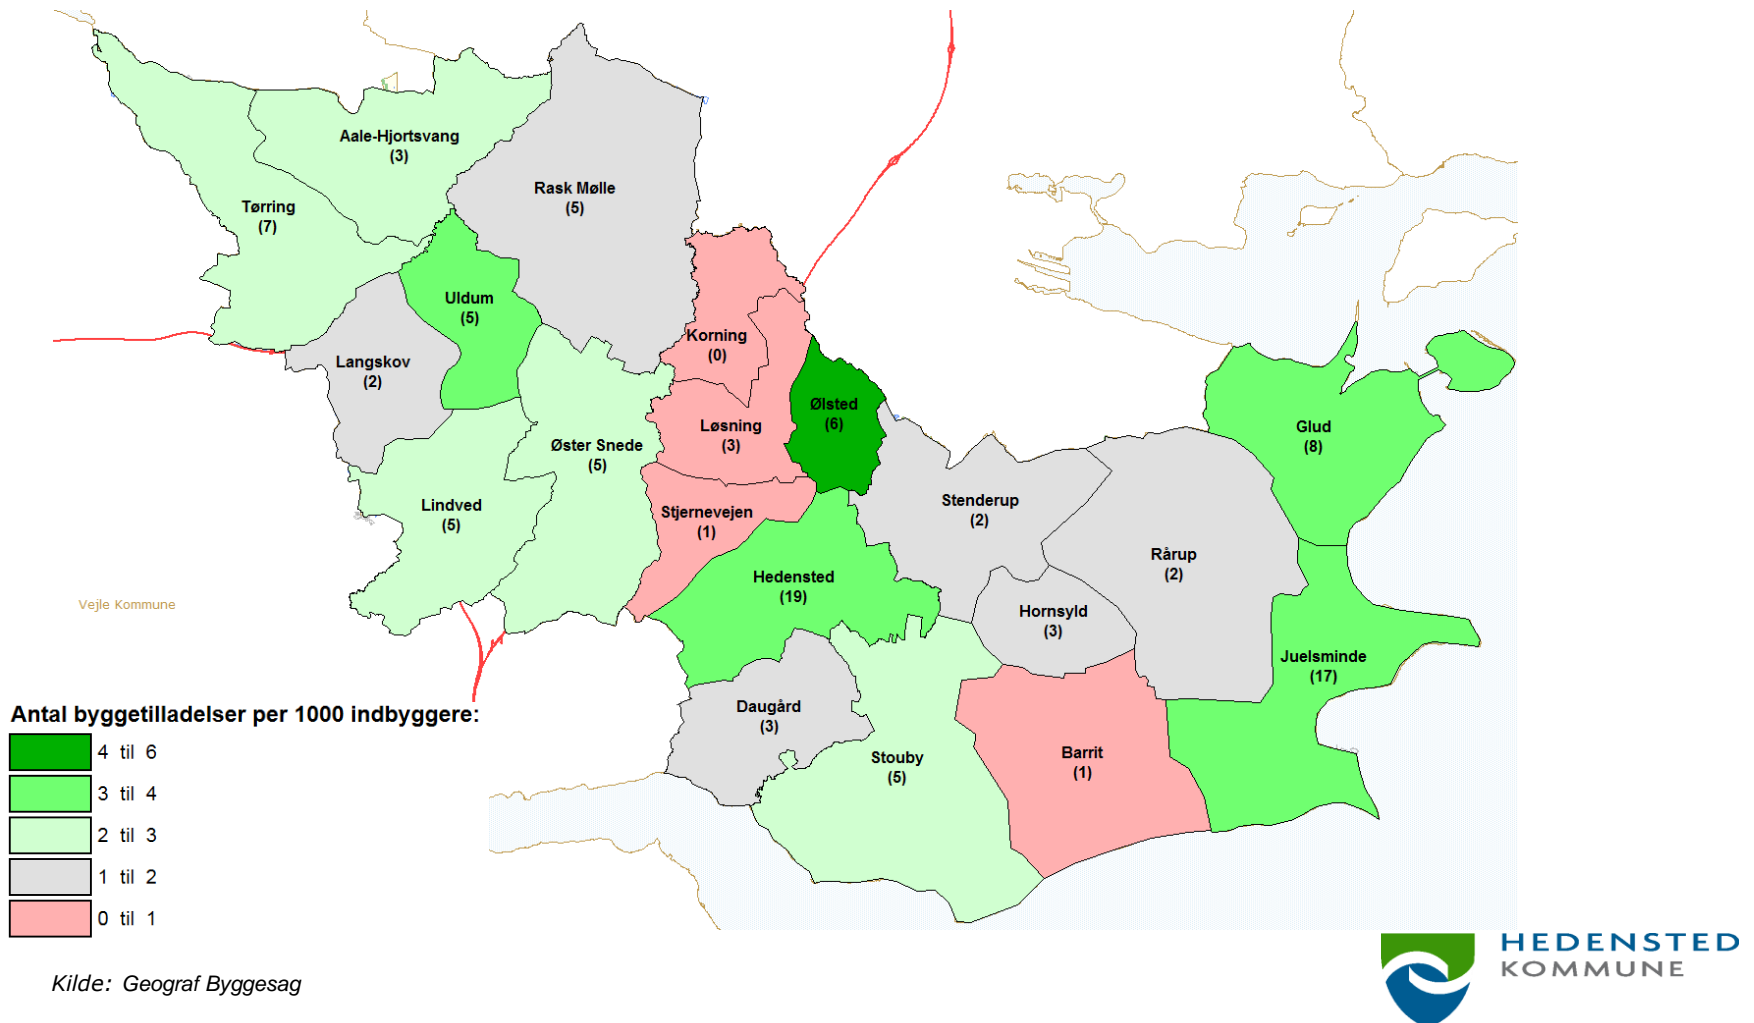 Aale-Hjortsvang
(3)
Rask Mølle
(5)
Tørring
(7)
Uldum
(5)
Korning
(0)
Langskov
(2)
Ølsted
(6)
Løsning
(3)
Glud
(8)
Øster Snede
(5)
Lindved
(5)
Stenderup
(2)
Stjernevejen
(1)
Rårup
(2)
Hedensted
(19)
Vejle Kommune
Hornsyld
(3)
Juelsminde
(17)
Daugård
(3)
Stouby
(5)
Barrit
(1)
Antal byggetilladelser per 1000 indbyggere:
4 til 6
3 til 4
2 til 3
1 til 2
0 til 1
Kilde: Geograf Byggesag
HEDENSTED
KOMMUNE